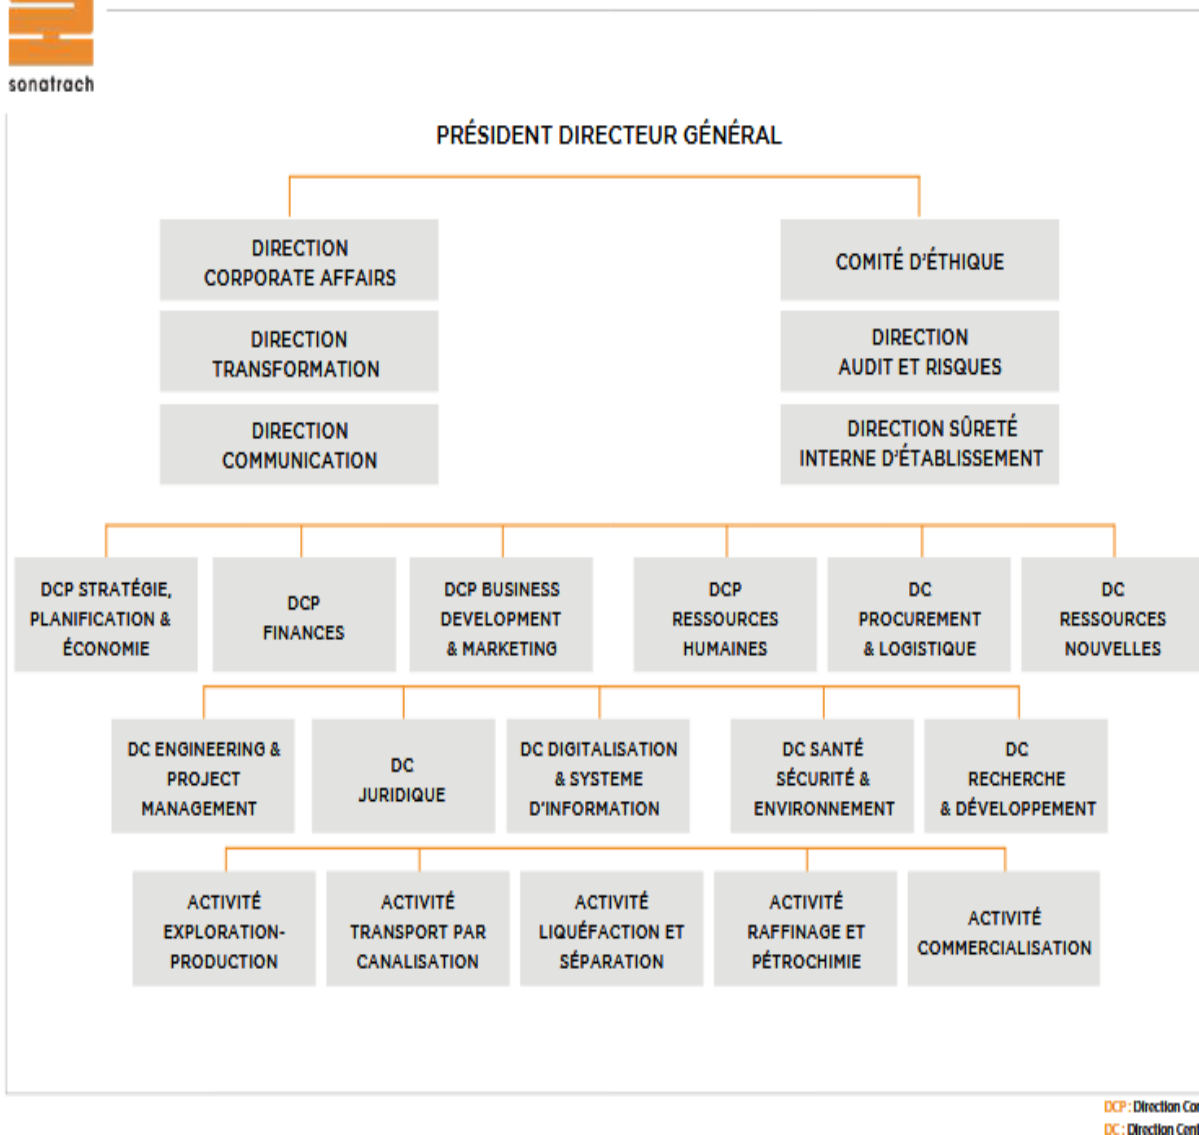 sonatrach
PRÉSIDENT DIRECTEUR GÉNÉRAL
DIRECTION
CORPORATE AFFAIRS
COMITÉ D'ÉTHIQUE
DIRECTION
TRANSFORMATION
DIRECTION
AUDIT ET RISQUES
DIRECTION
COMMUNICATION
DIRECTION SÛRETÉ
INTERNE D'ÉTABLISSEMENT
DCP STRATÉGIE,
PLANIFICATION &
ÉCONOMIE
DCP
FINANCES
DCP BUSINESS
DEVELOPMENT
& MARKETING
DCP
RESSOURCES
HUMAINES
DC
PROCUREMENT
& LOGISTIQUE
DC
RESSOURCES
NOUVELLES
DC ENGINEERING &
PROJECT
MANAGEMENT
DC
JURIDIQUE
DC DIGITALISATION
& SYSTEME
D'INFORMATION
DC SANTÉ
SÉCURITÉ &
ENVIRONNEMENT
DC
RECHERCHE
& DÉVELOPPEMENT
ACTIVITÉ
EXPLORATION-
PRODUCTION
ACTIVITÉ
TRANSPORT PAR
CANALISATION
ACTIVITÉ
LIQUÉFACTION ET
SÉPARATION
ACTIVITÉ
RAFFINAGE ET
PÉTROCHIMIE
ACTIVITÉ
COMMERCIALISATION
DCP : Direction
DC : Direction